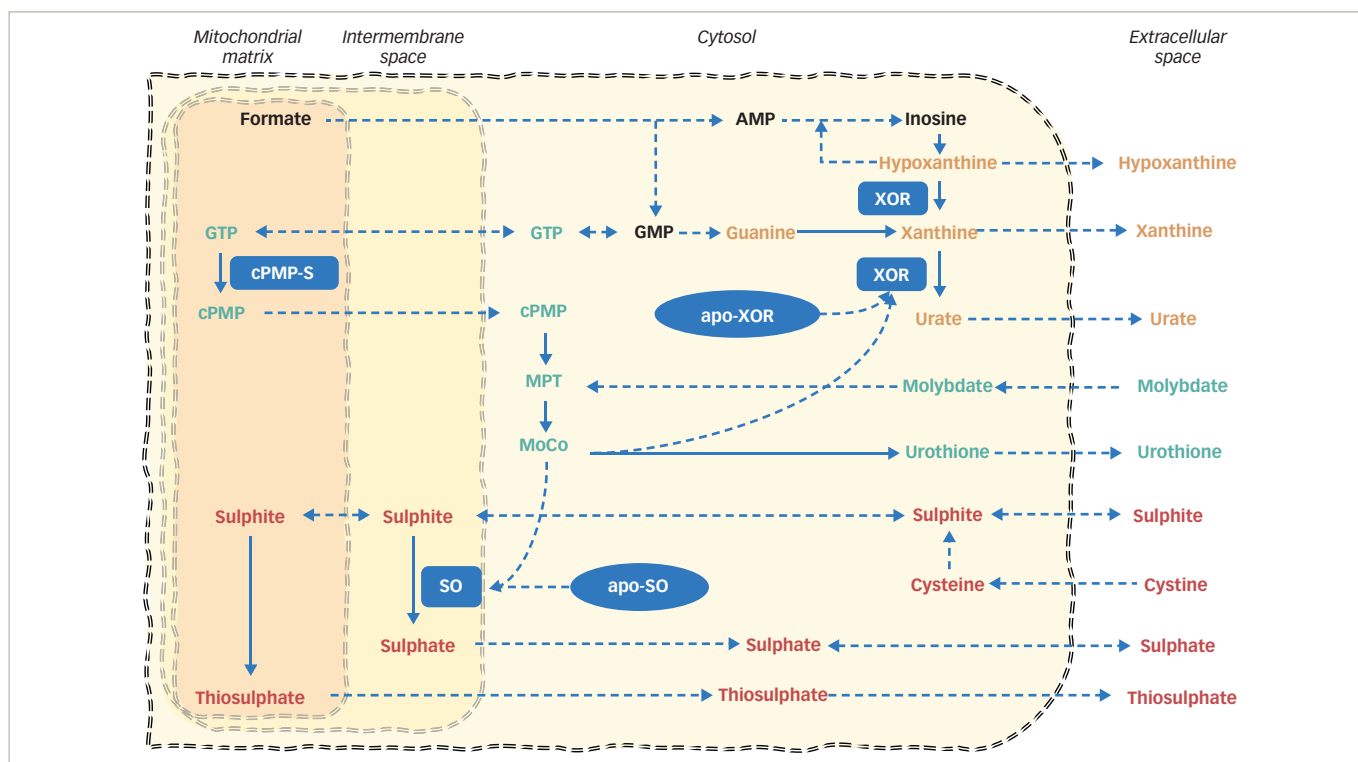 Mitochondrial
matrix
Intermembrane
space
Cytosol
Extracellular
space
Formate
AMP
Inosine
Hypoxanthine
Hypoxanthine
XOR
GTP
GTP
GMP
Guanine
Xanthine
Xanthine
cPMP-S
XOR
cPMP
cPMP
apo-XOR
Urate
Urate
MPT
Molybdate
Molybdate
MoCo
Urothione
Urothione
Sulphite
Sulphite
Sulphite
Sulphite
SO
apo-SO
Cysteine
Cystine
Sulphate
Sulphate
Sulphate
Thiosulphate
Thiosulphate
Thiosulphate